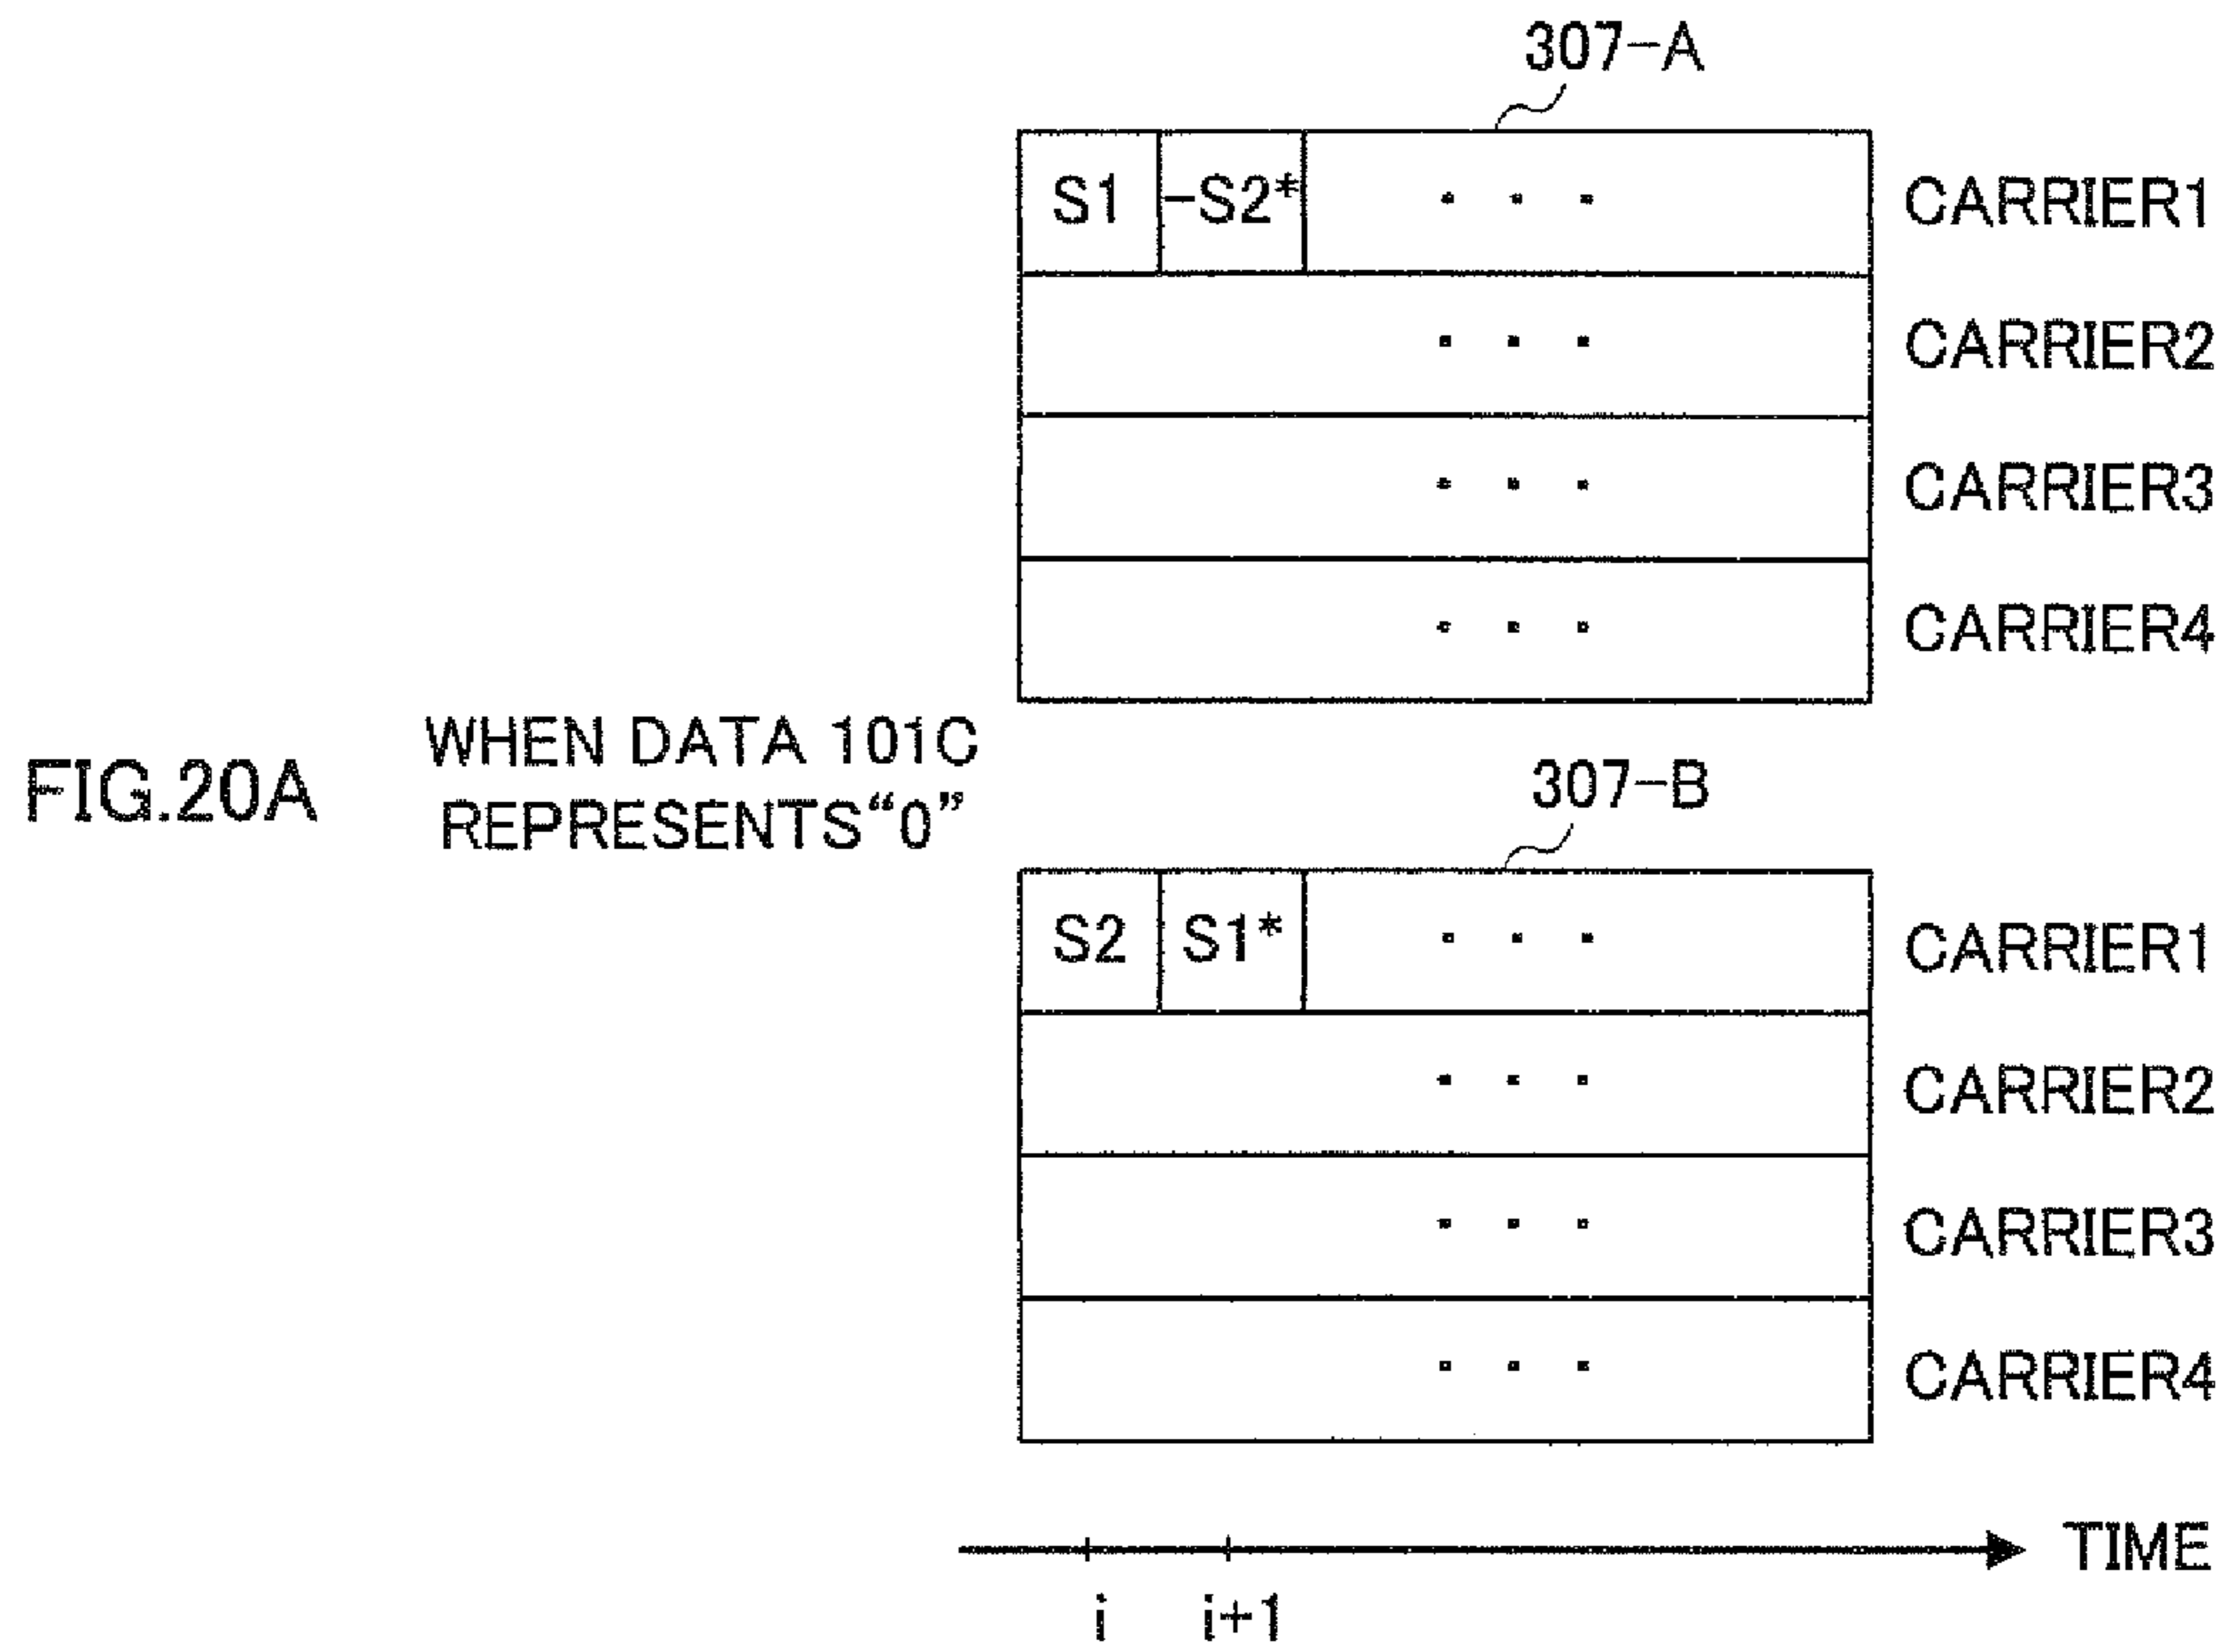 307-A
S1 -S2* · · · CARRIER1
· · · CARRIER2
· · · CARRIER3
· · · CARRIER4
FIG.20A
WHEN DATA 101C
REPRESENTS“0”
307-B
S2 S1* · · · CARRIER1
· · · CARRIER2
· · · CARRIER3
· · · CARRIER4
TIME
i i+1